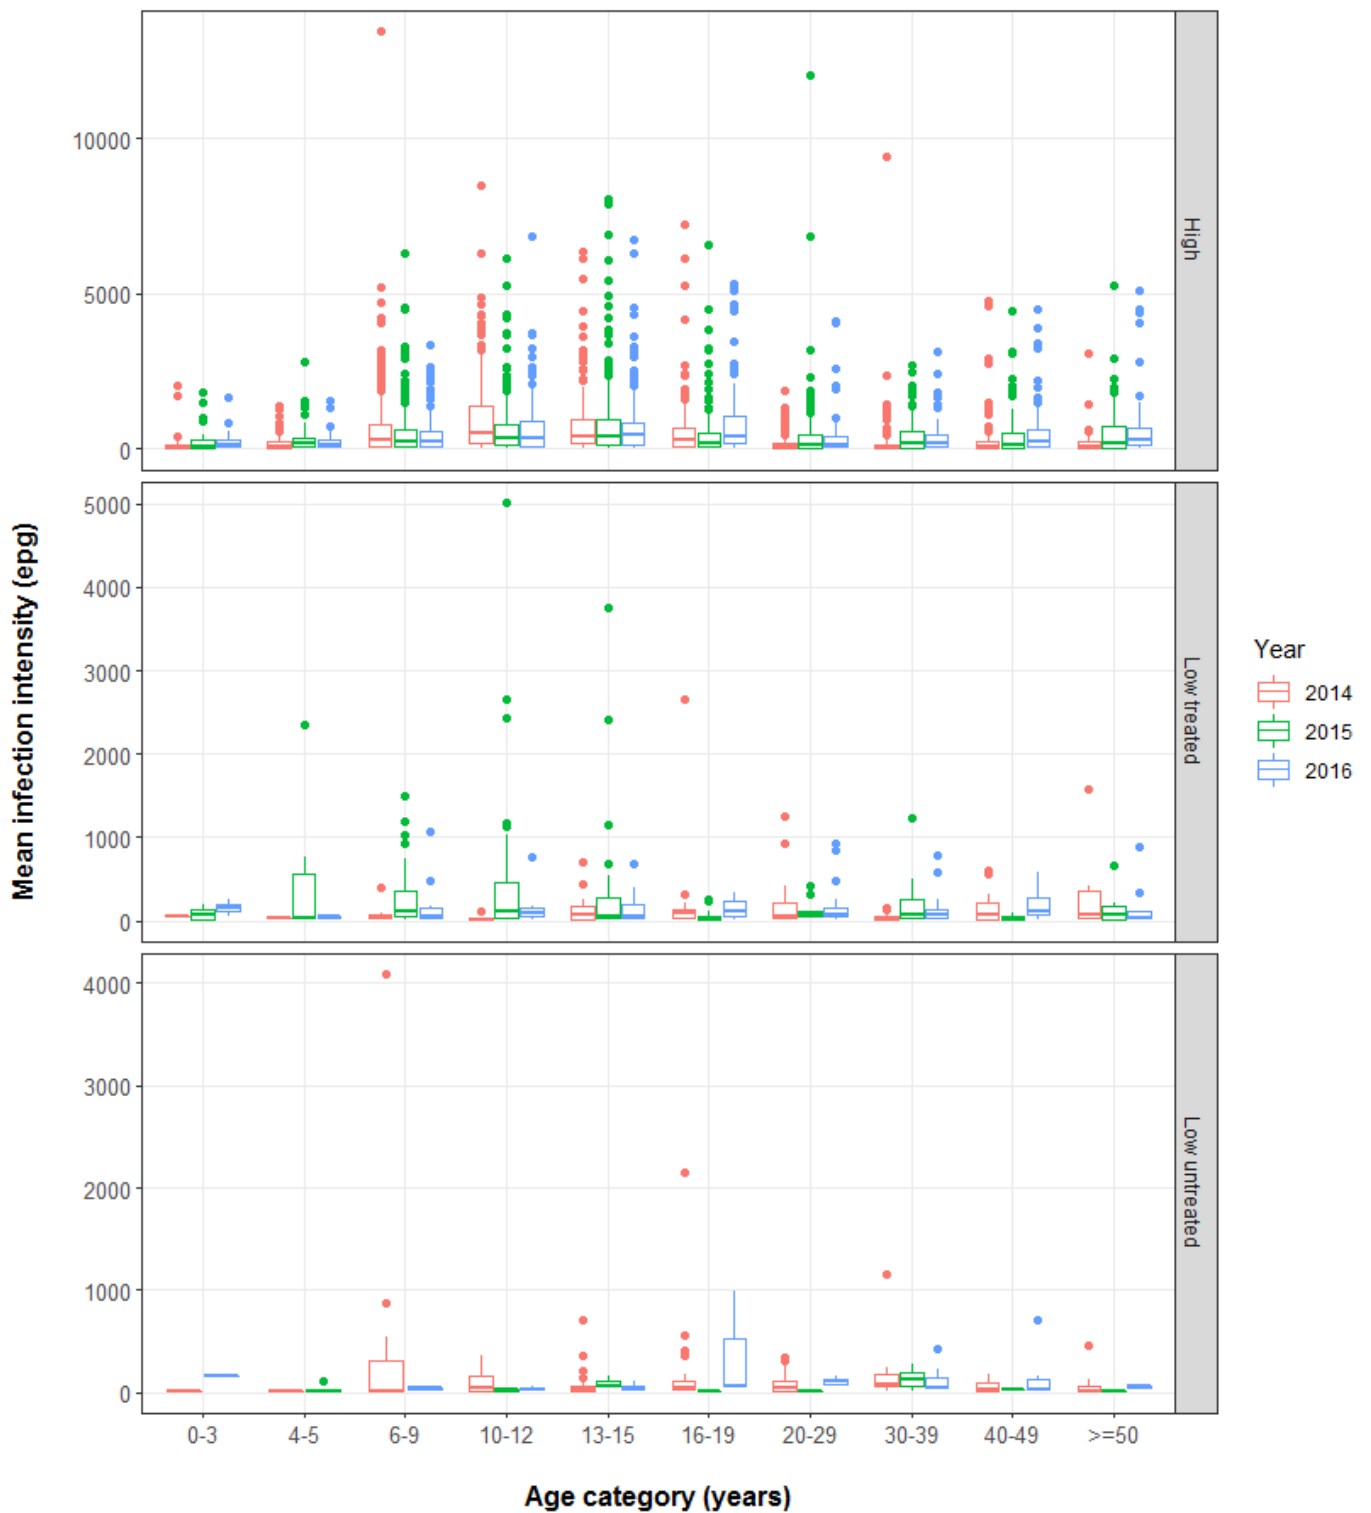 10000
5000
0
High
5000
4000
3000
2000
1000
0
Low treated
4000
3000
2000
1000
0
Low untreated
Mean infection intensity (epg)
0-3 4-5 6-9 10-12 13-15 16-19 20-29 30-39 40-49 >=50
Age category (years)
Year
2014
2015
2016